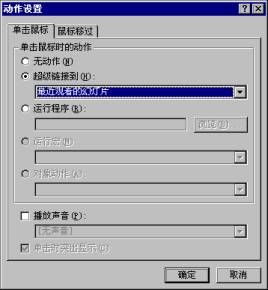 动作设置
单击鼠标 鼠标移过
单击鼠标时的动作
无动作(N)
超级链接到(H):
最近观看的幻灯片
运行程序(R):
浏览(B)...
运行宏(M)
对象动作(A):
播放声音(P):
[无声音]
单击时突出显示(C)
确定 取消